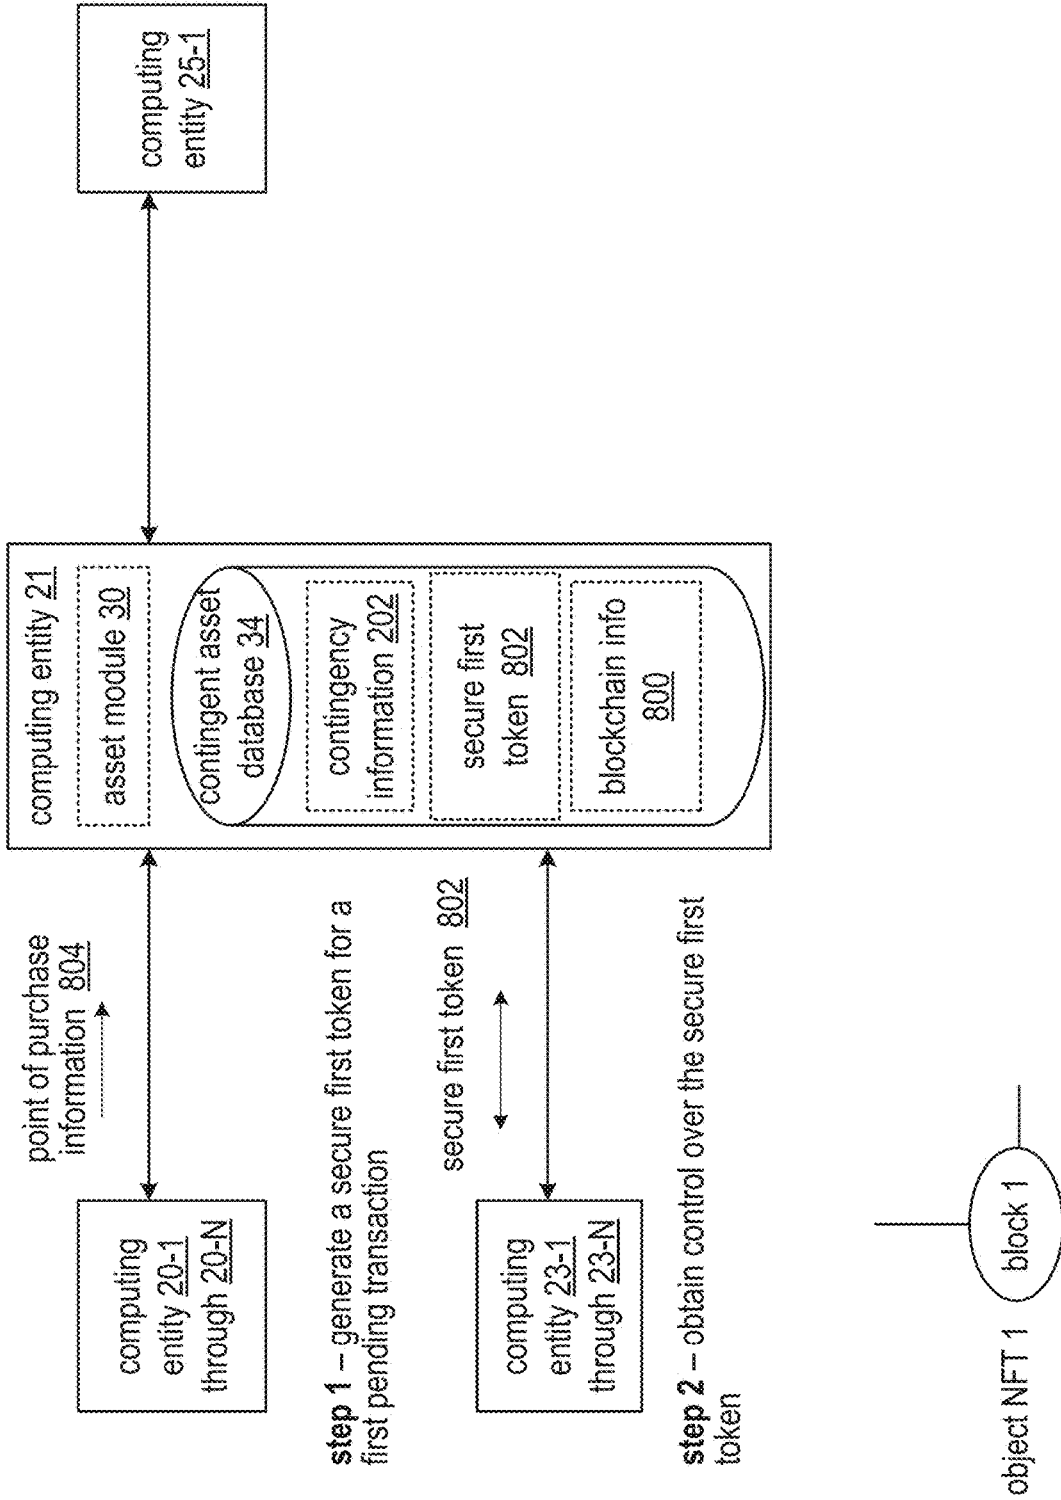 point of purchase
information 804
computing
entity 20-1
through 20-N
computing entity 21
asset module 30
contingent asset
database 34
contingency
information 202
secure first
token 802
blockchain info
800
computing
entity 25-1
step 1 – generate a secure first token for a
first pending transaction
secure first token 802
computing
entity 23-1
through 23-N
step 2 – obtain control over the secure first
token
object NFT 1
block 1